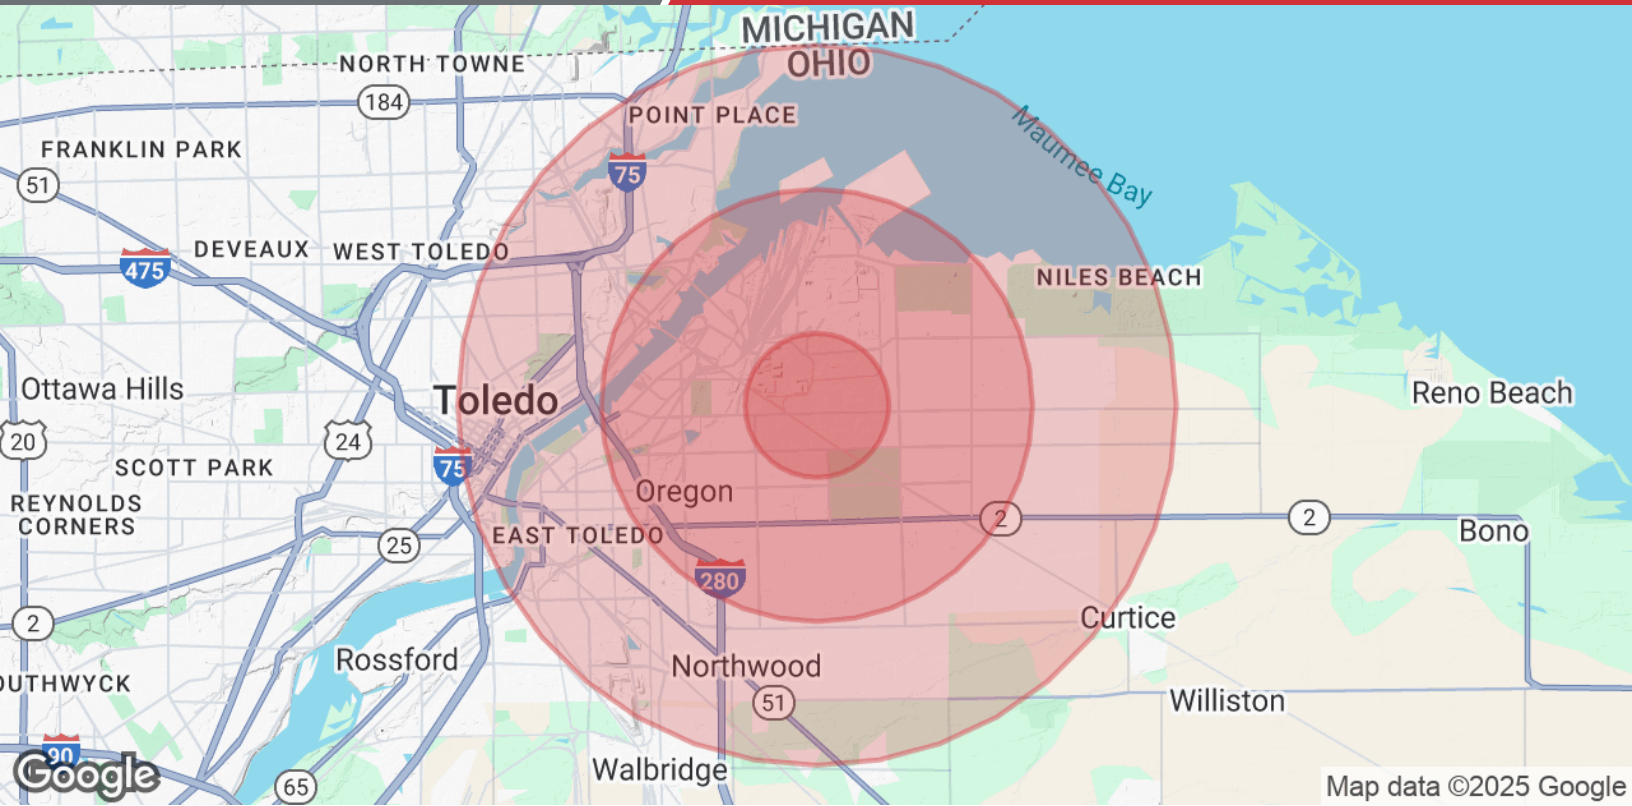 MICHIGAN
OHIO
NORTH TOWNE
184
POINT PLACE
Maumee Bay
FRANKLIN PARK
51
75
DEVEAUX
WEST TOLEDO
475
NILES BEACH
Ottawa Hills
Toledo
Reno Beach
20
24
SCOTT PARK
75
Oregon
REYNOLDS
CORNERS
2
2
Bono
25
EAST TOLEDO
280
2
Curtice
Rossford
Northwood
OUTHWYCK
51
Williston
90
Walbridge
Google
65
Map data ©2025 Google